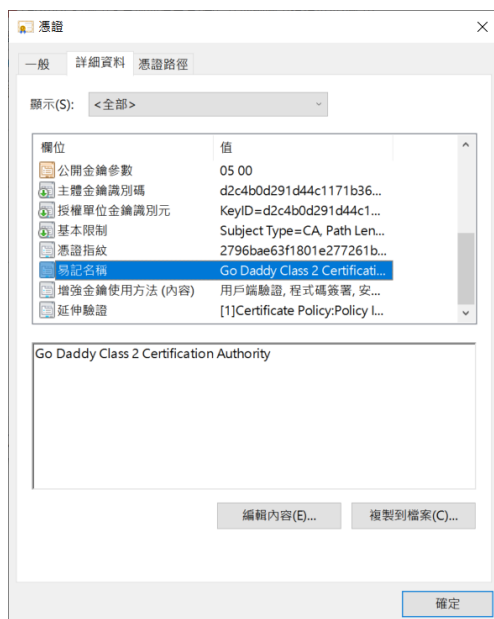 憑證
一般 詳細資料 憑證路徑
顯示(S): <全部>
欄位 值
公開金鑰參數 05 00
主體金鑰識別碼 d2c4b0d291d44c1171b36...
授權單位金鑰識別元 KeyID=d2c4b0d291d44c1...
基本限制 Subject Type=CA, Path Len...
憑證指紋 2796bae63f1801e277261b...
易記名稱 Go Daddy Class 2 Certificati...
增強金鑰使用方法 (內容) 用戶端驗證, 程式碼簽署, 安...
延伸驗證 [1]Certificate Policy:Policy I...
Go Daddy Class 2 Certification Authority
編輯內容(E)... 複製到檔案(C)...
確定